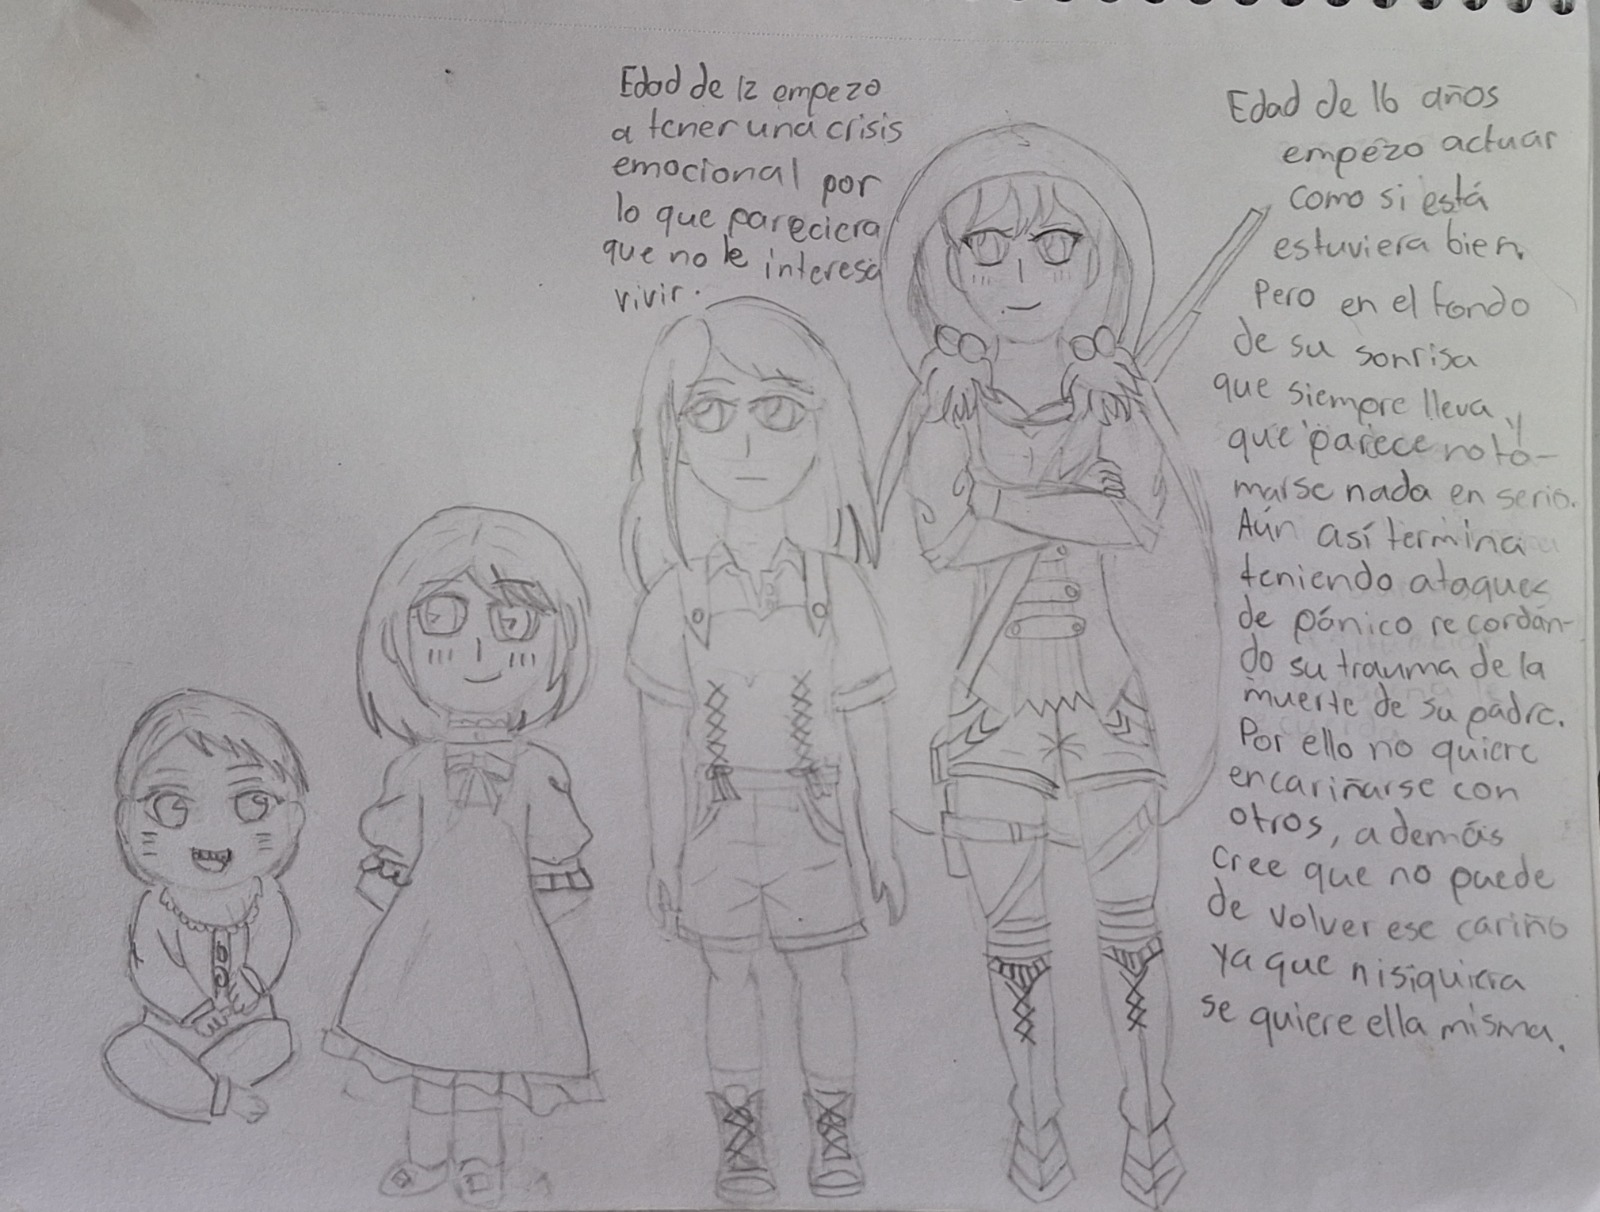 Edad de 12 empezo
a tener una crisis
emocional por
lo que pareciera
que no le interesa
vivir.
Edad de 16 años
empezo actuar
como si está
estuviera bien.
Pero en el fondo
de su sonrisa
que siempre lleva y
que parece no to-
marse nada en serio.
Aún así termina
teniendo ataques
de pánico recordan-
do su trauma de la
muerte de su padre.
Por ello no quiere
encariñarse con
otros, además
cree que no puede
de volver ese cariño
ya que nisiquiera
se quiere ella misma.